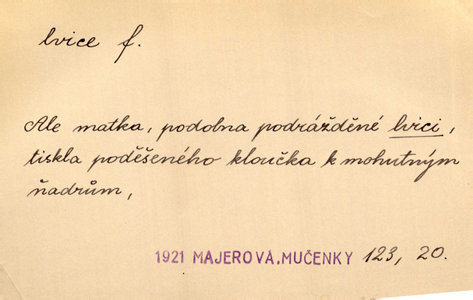 lvice f.
Ale matka, podobna podrážděné lvici,
tiskla poděšeného kloučka k mohutným
ňadrům,
1921 MAJEROVÁ, MUČENKY 123, 20.